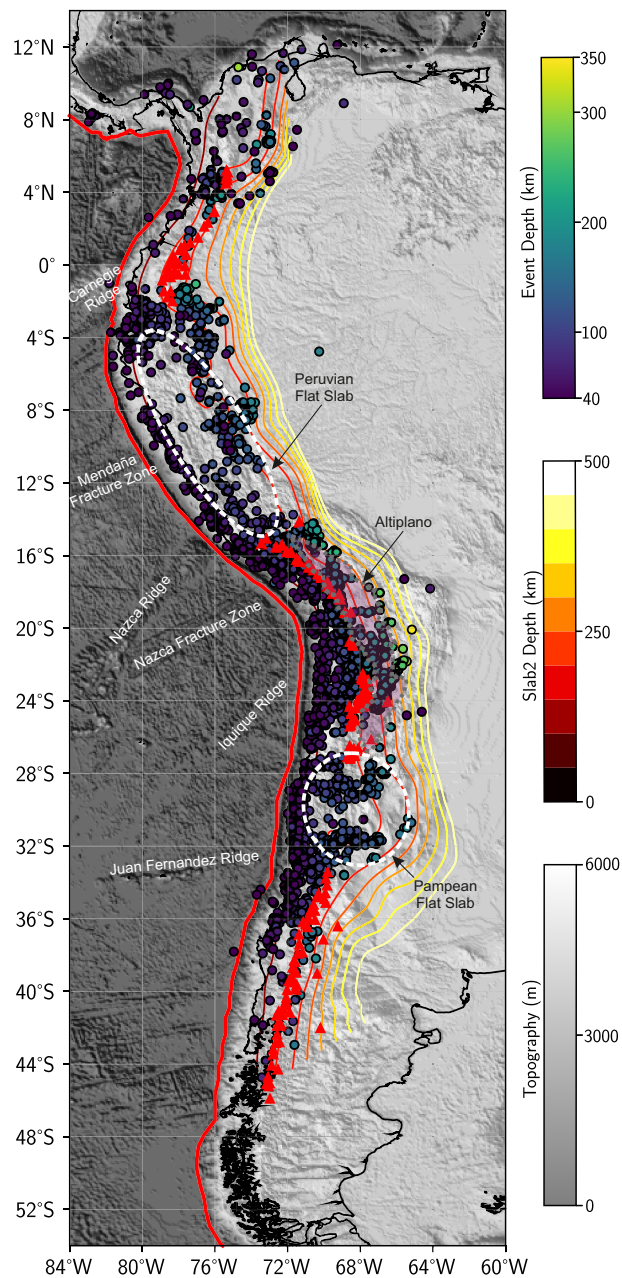 12°N
8°N
4°N
0°
4°S
8°S
12°S
16°S
20°S
24°S
28°S
32°S
36°S
40°S
44°S
48°S
52°S
84°W 80°W 76°W 72°W 68°W 64°W 60°W
Carnegie
Ridge
Peruvian
Flat Slab
Mendaña
Fracture Zone
Altiplano
Nazca Ridge
Nazca Fracture Zone
Iquique Ridge
Juan Fernandez Ridge
Pampean
Flat Slab
Event Depth (km)
350
300
200
100
40
Slab2 Depth (km)
500
250
0
Topography (m)
6000
3000
0